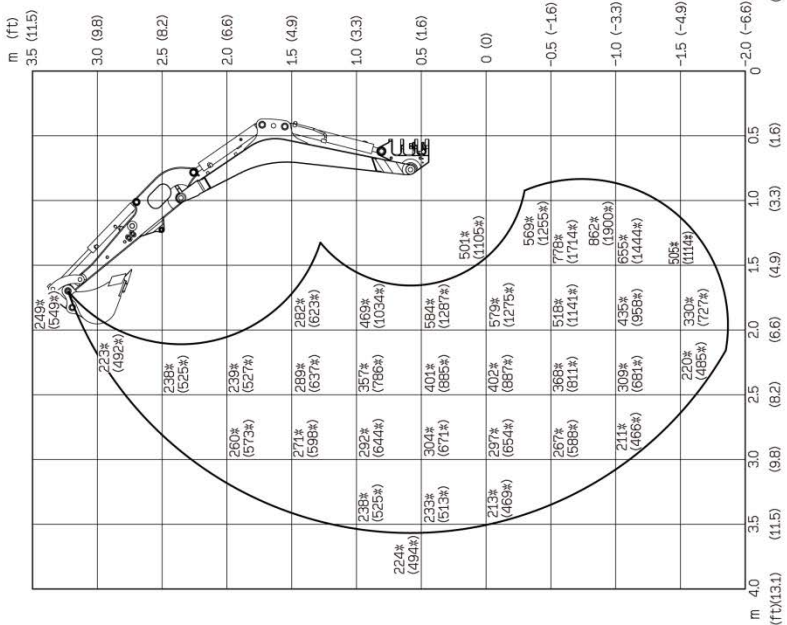 m (ft)
3.5 (11.5)
249*
(549*)
223*
(492*)
3.0 (9.8)
238*
(525*)
2.5 (8.2)
260* 239*
(573*) (527*)
2.0 (6.6)
271* 289* 282*
(598*) (637*) (623*)
1.5 (4.9)
238* 292* 357* 469*
(525*) (644*) (786*) (1034*)
1.0 (3.3)
224*
(494*)
233* 304* 401* 584*
(513*) (671*) (885*) (1287*)
0.5 (1.6)
501*
(1105*)
213* 297* 402* 579*
(469*) (654*) (887*) (1275*)
0 (0)
569*
(1255*)
267* 368* 518* 778*
(588*) (811*) (1141*) (1714*)
-0.5 (-1.6)
862*
(1900*)
211* 309* 435* 655*
(466*) (681*) (958*) (1444*)
-1.0 (-3.3)
220* 330* 505*
(485*) (727*) (1114*)
-1.5 (-4.9)
-2.0 (-6.6)
m 4.0 3.5 3.0 2.5 2.0 1.5 1.0 0.5 0
(ft)(13.1) (11.5) (9.8) (8.2) (6.6) (4.9) (3.3) (1.6)